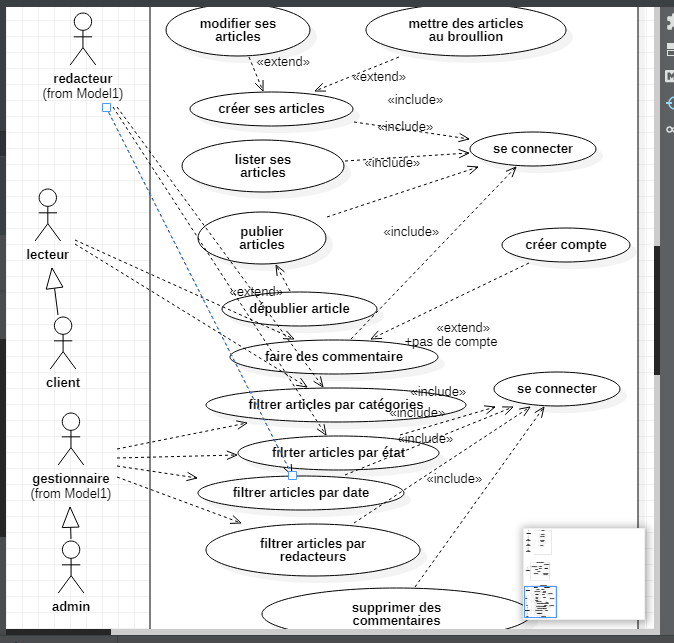 modifier ses
articles
mettre des articles
au broullion
«extend»
«extend»
redacteur
(from Model1)
créer ses articles
«include»
«include»
se connecter
lister ses
articles
«include»
publier
articles
«include»
créer compte
lecteur
«extend»
dépublier article
«extend»
+pas de compte
faire des commentaire
client
«include»
se connecter
filtrer articles par catégories
«include»
«include»
filrter articles par état
gestionnaire
(from Model1)
«include»
filtrer articles par date
filtrer articles par
redacteurs
admin
supprimer des
commentaires